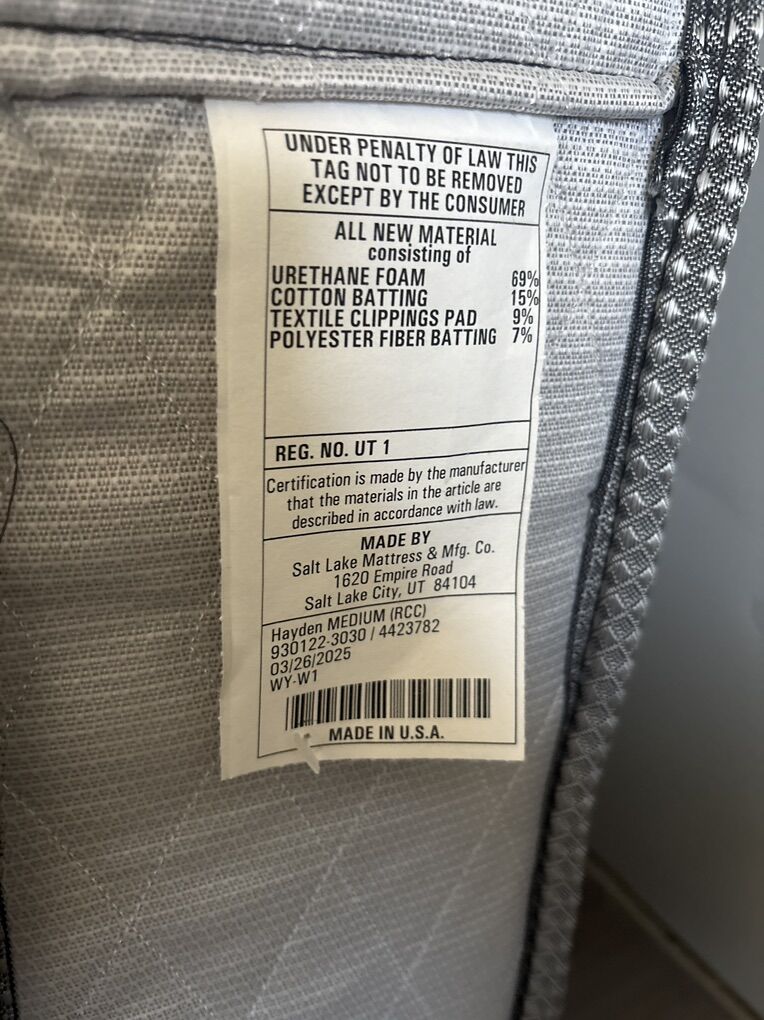 UNDER PENALTY OF LAW THIS
TAG NOT TO BE REMOVED
EXCEPT BY THE CONSUMER
ALL NEW MATERIAL
consisting of
URETHANE FOAM 69%
COTTON BATTING 15%
TEXTILE CLIPPINGS PAD 9%
POLYESTER FIBER BATTING 7%
REG. NO. UT 1
Certification is made by the manufacturer
that the materials in the article are
described in accordance with law.
MADE BY
Salt Lake Mattress & Mfg. Co.
1620 Empire Road
Salt Lake City, UT 84104
Hayden MEDIUM (RCC)
930122-3030 / 4423782
03/26/2025
WY-W1
MADE IN U.S.A.